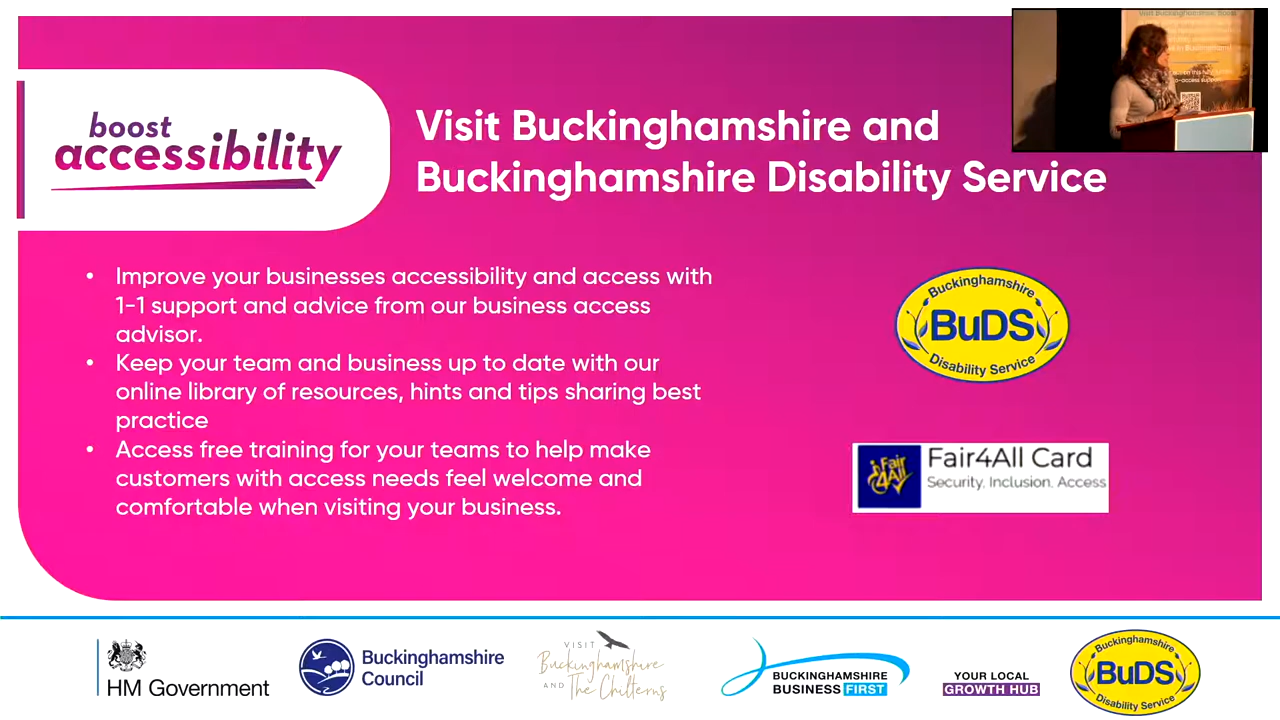 boost
accessibility
Visit Buckinghamshire and
Buckinghamshire Disability Service
• Improve your businesses accessibility and access with
1-1 support and advice from our business access
advisor.
• Keep your team and business up to date with our
online library of resources, hints and tips sharing best
practice
• Access free training for your teams to help make
customers with access needs feel welcome and
comfortable when visiting your business.
Buckinghamshire
BuDS
Disability Service
Fair
4All
Fair4All Card
Security, Inclusion, Access
HM Government
Buckinghamshire
Council
VISIT
Buckinghamshire
AND The Chilterns
BUCKINGHAMSHIRE
BUSINESS FIRST
YOUR LOCAL
GROWTH HUB
Buckinghamshire
BuDS
Disability Service